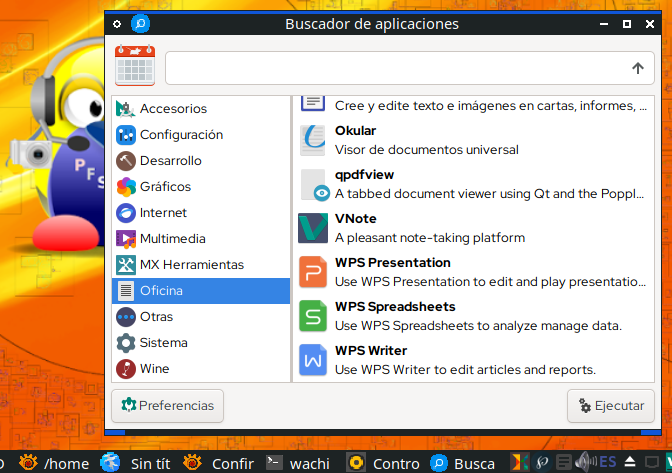 Buscador de aplicaciones
Accesorios
Configuración
Desarrollo
Gráficos
Internet
Multimedia
MX Herramientas
Oficina
Otras
Sistema
Wine
Cree y edite texto e imágenes en cartas, informes, ...
Okular
Visor de documentos universal
qpdfview
A tabbed document viewer using Qt and the Poppl...
VNote
A pleasant note-taking platform
WPS Presentation
Use WPS Presentation to edit and play presentatio...
WPS Spreadsheets
Use WPS Spreadsheets to analyze manage data.
WPS Writer
Use WPS Writer to edit articles and reports.
Preferencias
Ejecutar
PFS
/home
Sin tít
Confir
wachi
Contro
Busca
ES